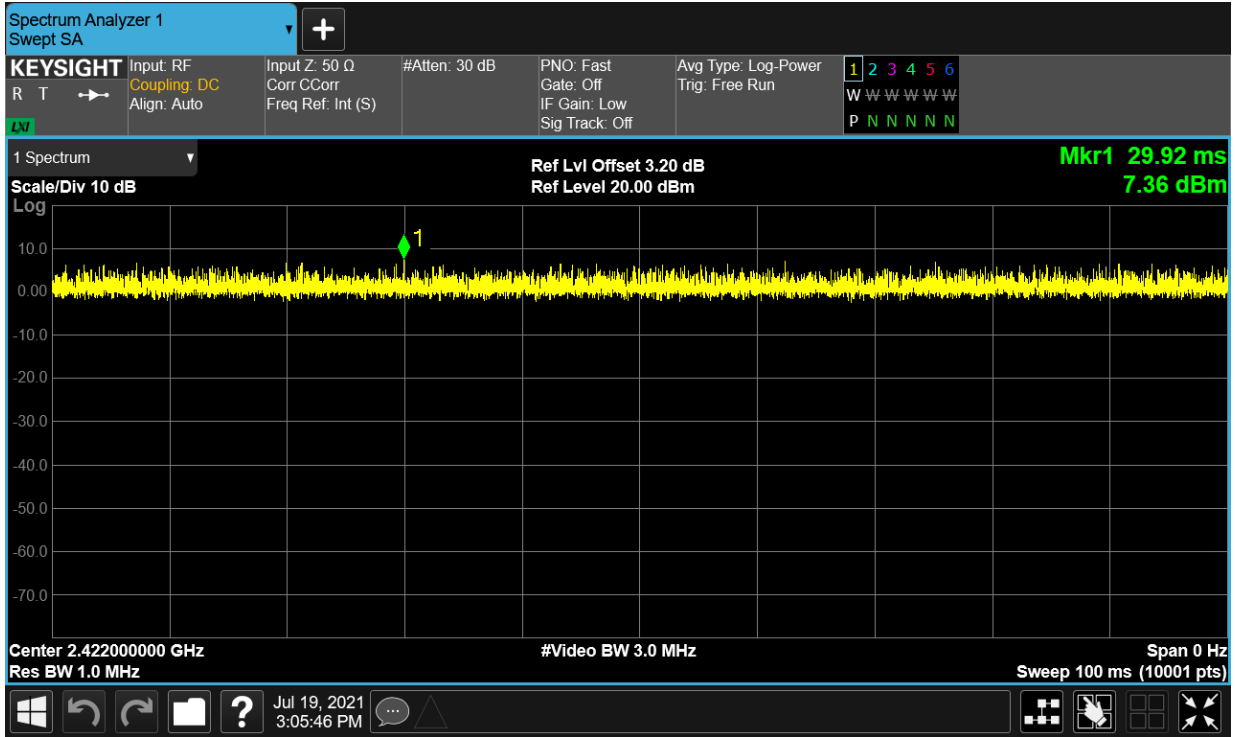 Spectrum Analyzer 1
Swept SA
KEYSIGHT
R T
LXI
Input: RF
Coupling: DC
Align: Auto
Input Z: 50 Ω
Corr CCorr
Freq Ref: Int (S)
#Atten: 30 dB
PNO: Fast
Gate: Off
IF Gain: Low
Sig Track: Off
Avg Type: Log-Power
Trig: Free Run
1 2 3 4 5 6
W W W W W W
P N N N N N
1 Spectrum
Scale/Div 10 dB
Log
Ref Lvl Offset 3.20 dB
Ref Level 20.00 dBm
Mkr1 29.92 ms
7.36 dBm
1
10.0
0.00
-10.0
-20.0
-30.0
-40.0
-50.0
-60.0
-70.0
Center 2.422000000 GHz
Res BW 1.0 MHz
#Video BW 3.0 MHz
Span 0 Hz
Sweep 100 ms (10001 pts)
?
Jul 19, 2021
3:05:46 PM